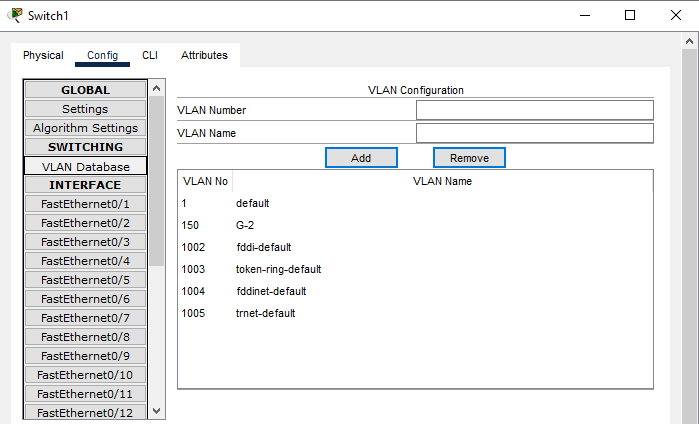 Switch1
Physical Config CLI Attributes
GLOBAL
Settings
Algorithm Settings
SWITCHING
VLAN Database
INTERFACE
FastEthernet0/1
FastEthernet0/2
FastEthernet0/3
FastEthernet0/4
FastEthernet0/5
FastEthernet0/6
FastEthernet0/7
FastEthernet0/8
FastEthernet0/9
FastEthernet0/10
FastEthernet0/11
FastEthernet0/12
VLAN Configuration
VLAN Number
VLAN Name
Add Remove
VLAN No VLAN Name
1 default
150 G-2
1002 fddi-default
1003 token-ring-default
1004 fddinet-default
1005 trnet-default